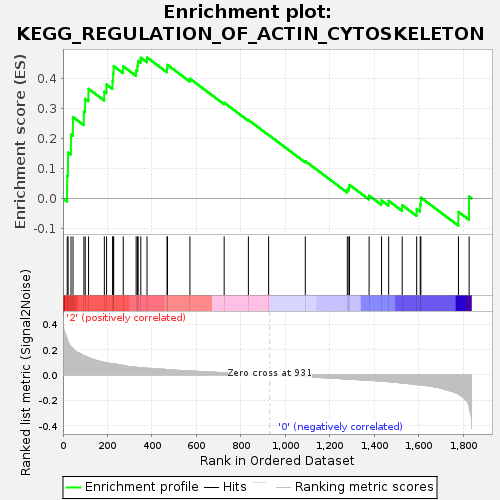 Enrichment plot:
KEGG_REGULATION_OF_ACTIN_CYTOSKELETON
Enrichment score (ES)
0.4
0.3
0.2
0.1
0.0
-0.1
'2' (positively correlated)
Ranked list metric (Signal2Noise)
0.4
0.2
0.0
-0.2
-0.4
Zero cross at 931
'0' (negatively correlated)
0 200 400 600 800 1,000 1,200 1,400 1,600 1,800
Rank in Ordered Dataset
Enrichment profile Hits Ranking metric scores